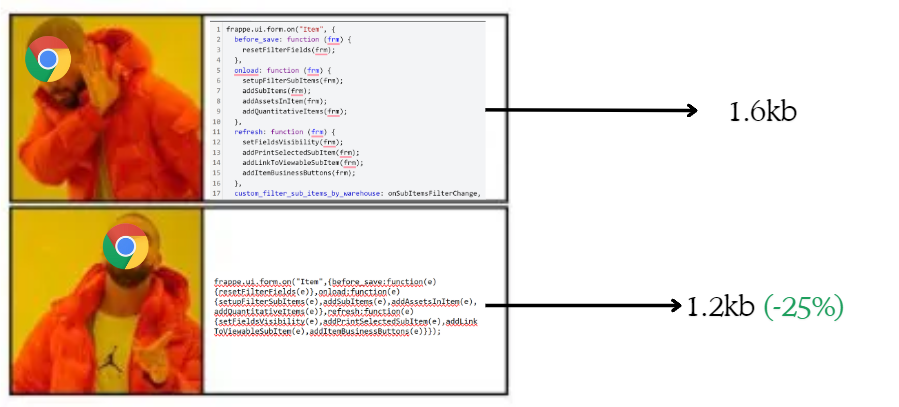 1 frappe.ui.form.on("Item", {
2 before_save: function (frm) {
3 resetFilterFields(frm);
4 },
5 onload: function (frm) {
6 setupFilterSubItems(frm);
7 addSubItems(frm);
8 addAssetsInItem(frm);
9 addQuantitativeItems(frm);
10 },
11 refresh: function (frm) {
12 setFieldsVisibility(frm);
13 addPrintSelectedSubItem(frm);
14 addLinkToViewableSubItem(frm);
15 addItemBusinessButtons(frm);
16 },
17 custom_filter_sub_items_by_warehouse: onSubItemsFilterChange,
1.6kb
frappe.ui.form.on("Item",{before_save:function(e)
{resetFilterFields(e)},onload:function(e)
{setupFilterSubItems(e),addSubItems(e),addAssetsInItem(e),
addQuantitativeItems(e)},refresh:function(e)
{setFieldsVisibility(e),addPrintSelectedSubItem(e),addLink
ToViewableSubItem(e),addItemBusinessButtons(e)}});
1.2kb (-25%)